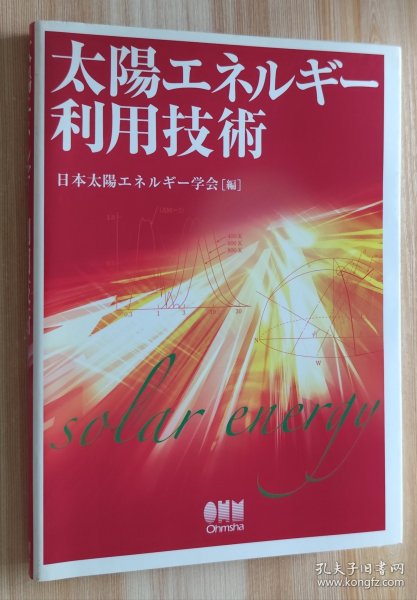 太陽エネルギー
利用技術
日本太陽エネルギー学会[編]
solar energy
OHM
Ohmsha
孔夫子旧书网
www.kongfz.com